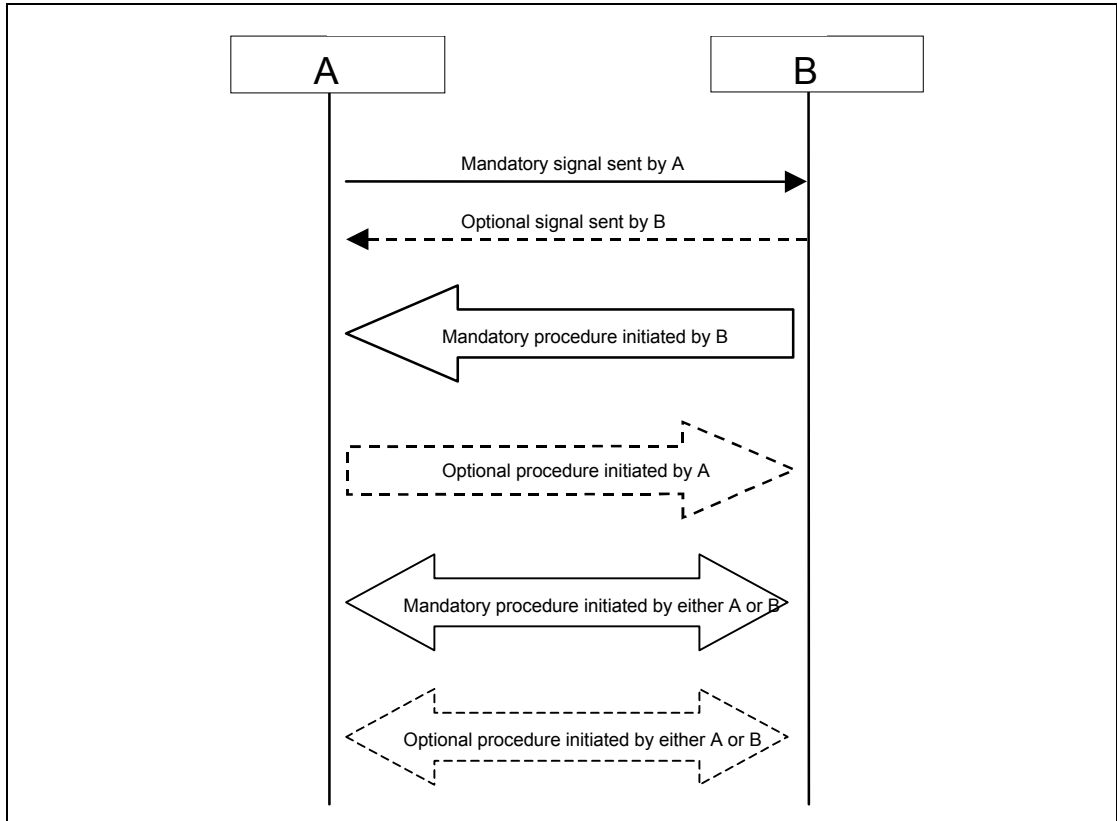 A
B
Mandatory signal sent by A
Optional signal sent by B
Mandatory procedure initiated by B
Optional procedure initiated by A
Mandatory procedure initiated by either A or B
Optional procedure initiated by either A or B